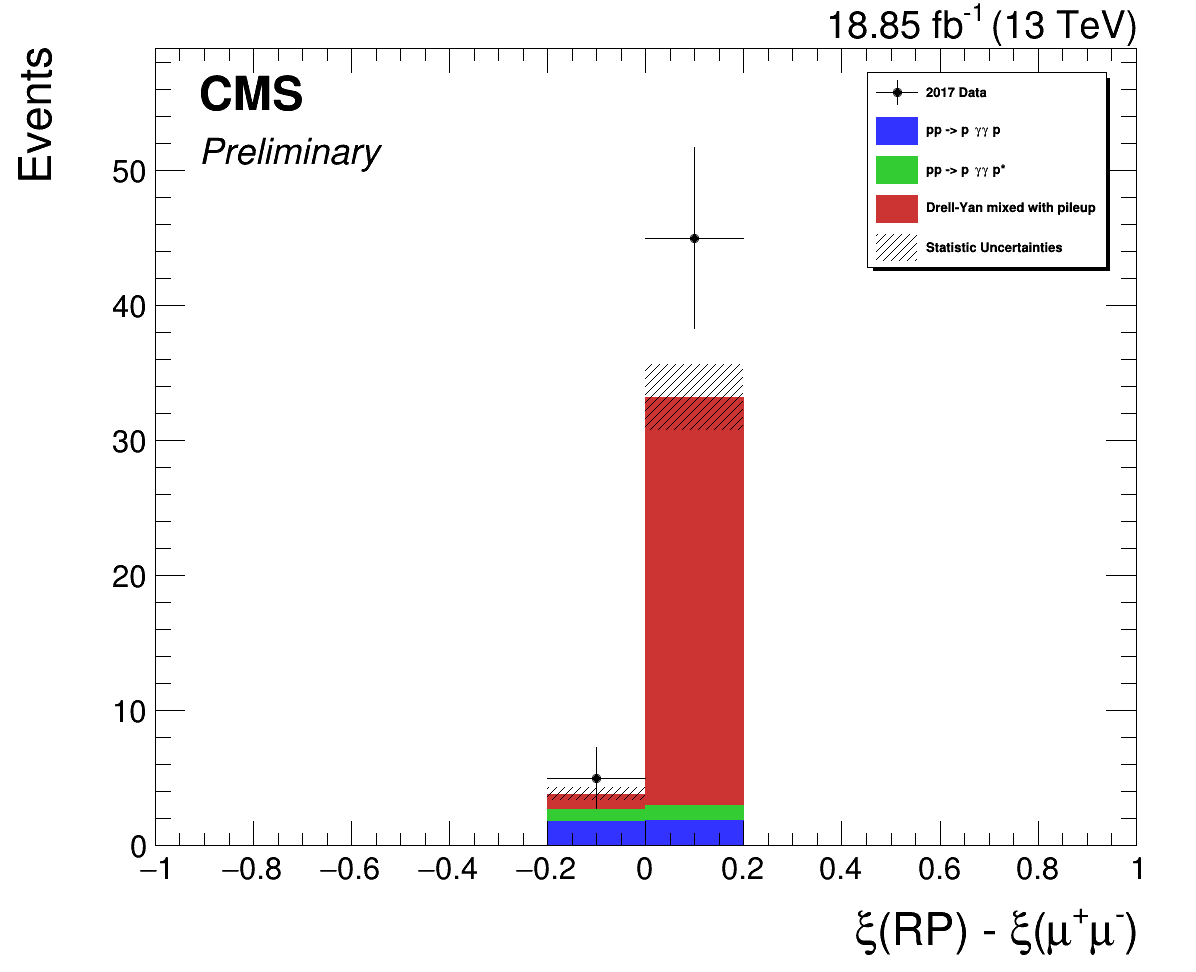 18.85 fb⁻¹ (13 TeV)
Events
CMS
Preliminary
2017 Data
pp -> p γγ p
pp -> p γγ p*
Drell-Yan mixed with pileup
Statistic Uncertainties
50
40
30
20
10
0
−1 −0.8 −0.6 −0.4 −0.2 0 0.2 0.4 0.6 0.8 1
ξ(RP) - ξ(μ⁺μ⁻)